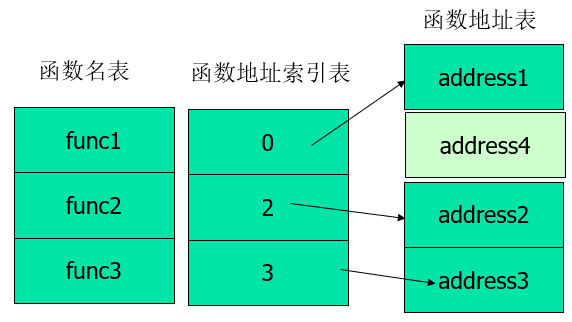 函数名表
func1
func2
func3
函数地址索引表
0
2
3
函数地址表
address1
address4
address2
address3